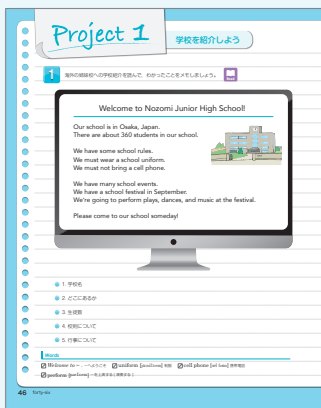 Project 1
学校を紹介しよう
1 海外の姉妹校への学校紹介を読んで、わかったことをメモしましょう。
Welcome to Nozomi Junior High School!
Our school is in Osaka, Japan.
There are about 360 students in our school.
We have some school rules.
We must wear a school uniform.
We must not bring a cell phone.
We have many school events.
We have a school festival in September.
We're going to perform plays, dances, and music at the festival.
Please come to our school someday!
1. 学校名
2. どこにあるか
3. 生徒数
4. 校則について
5. 行事について
Words
Welcome to ~. ~へようこそ uniform 制服 cell phone 携帯電話
perform
46 forty-six